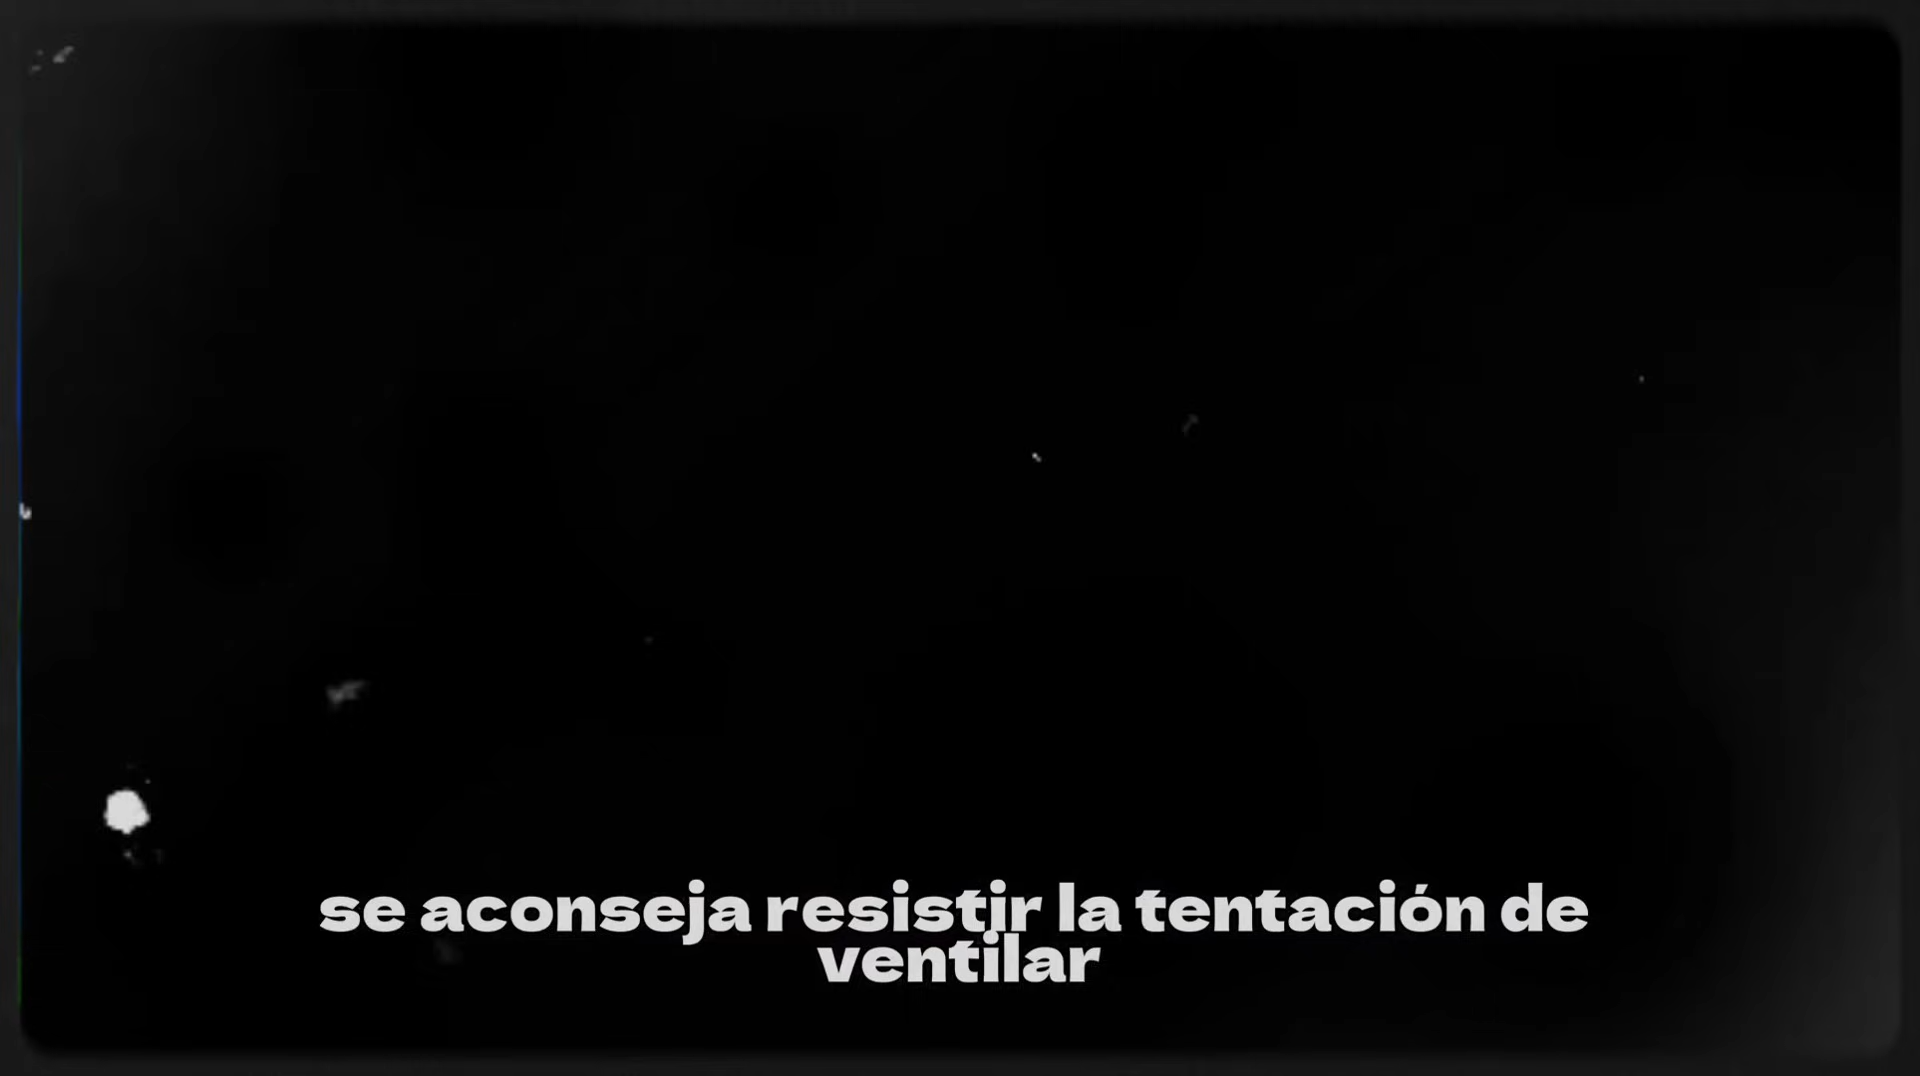 se aconseja resistir la tentación de
ventilar